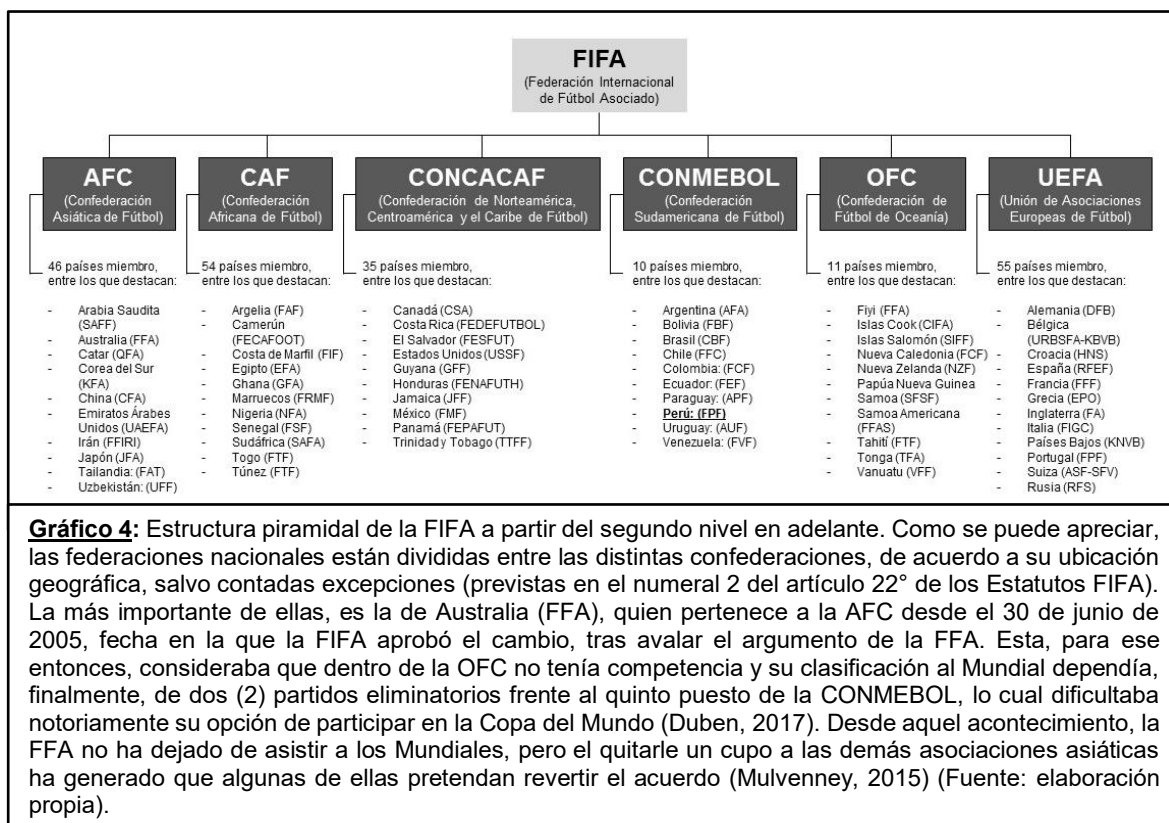 FIFA
(Federación Internacional
de Fútbol Asociado)
AFC
(Confederación
Asiática de Fútbol)
CAF
(Confederación
Africana de Fútbol)
CONCACAF
(Confederación de Norteamérica,
Centroamérica y el Caribe de Fútbol)
CONMEBOL
(Confederación
Sudamericana de Fútbol)
OFC
(Confederación de
Fútbol de Oceanía)
UEFA
(Unión de Asociaciones
Europeas de Fútbol)
46 países miembro,
entre los que destacan:
- Arabia Saudita
(SAFF)
- Australia (FFA)
- Catar (QFA)
- Corea del Sur
(KFA)
- China (CFA)
- Emiratos Árabes
Unidos (UAEFA)
- Irán (FFIRI)
- Japón (JFA)
- Tailandia: (FAT)
- Uzbekistán: (UFF)
54 países miembro,
entre los que destacan:
- Argelia (FAF)
- Camerún
(FECAFOOT)
- Costa de Marfil (FIF)
- Egipto (EFA)
- Ghana (GFA)
- Marruecos (FRMF)
- Nigeria (NFA)
- Senegal (FSF)
- Sudáfrica (SAFA)
- Togo (FTF)
- Túnez (FTF)
35 países miembro,
entre los que destacan:
- Canadá (CSA)
- Costa Rica (FEDEFUTBOL)
- El Salvador (FESFUT)
- Estados Unidos (USSF)
- Guyana (GFF)
- Honduras (FENAFUTH)
- Jamaica (JFF)
- México (FMF)
- Panamá (FEPAFUT)
- Trinidad y Tobago (TTFF)
10 países miembro,
entre los que destacan:
- Argentina (AFA)
- Bolivia (FBF)
- Brasil (CBF)
- Chile (FFC)
- Colombia: (FCF)
- Ecuador: (FEF)
- Paraguay: (APF)
- Perú: (FPF)
- Uruguay: (AUF)
- Venezuela: (FVF)
11 países miembro,
entre los que destacan:
- Fiyi (FFA)
- Islas Cook (CIFA)
- Islas Salomón (SIFF)
- Nueva Caledonia (FCF)
- Nueva Zelanda (NZF)
- Papúa Nueva Guinea
- Samoa (SFSF)
- Samoa Americana
(FFAS)
- Tahití (FTF)
- Tonga (TFA)
- Vanuatu (VFF)
55 países miembro,
entre los que destacan:
- Alemania (DFB)
- Bélgica
(URBSFA-KBVB)
- Croacia (HNS)
- España (RFEF)
- Francia (FFF)
- Grecia (EPO)
- Inglaterra (FA)
- Italia (FIGC)
- Países Bajos (KNVB)
- Portugal (FPF)
- Suiza (ASF-SFV)
- Rusia (RFS)
Gráfico 4: Estructura piramidal de la FIFA a partir del segundo nivel en adelante. Como se puede apreciar,
las federaciones nacionales están divididas entre las distintas confederaciones, de acuerdo a su ubicación
geográfica, salvo contadas excepciones (previstas en el numeral 2 del artículo 22° de los Estatutos FIFA).
La más importante de ellas, es la de Australia (FFA), quien pertenece a la AFC desde el 30 de junio de
2005, fecha en la que la FIFA aprobó el cambio, tras avalar el argumento de la FFA. Esta, para ese
entonces, consideraba que dentro de la OFC no tenía competencia y su clasificación al Mundial dependía,
finalmente, de dos (2) partidos eliminatorios frente al quinto puesto de la CONMEBOL, lo cual dificultaba
notoriamente su opción de participar en la Copa del Mundo (Duben, 2017). Desde aquel acontecimiento, la
FFA no ha dejado de asistir a los Mundiales, pero el quitarle un cupo a las demás asociaciones asiáticas
ha generado que algunas de ellas pretendan revertir el acuerdo (Mulvenney, 2015) (Fuente: elaboración
propia).